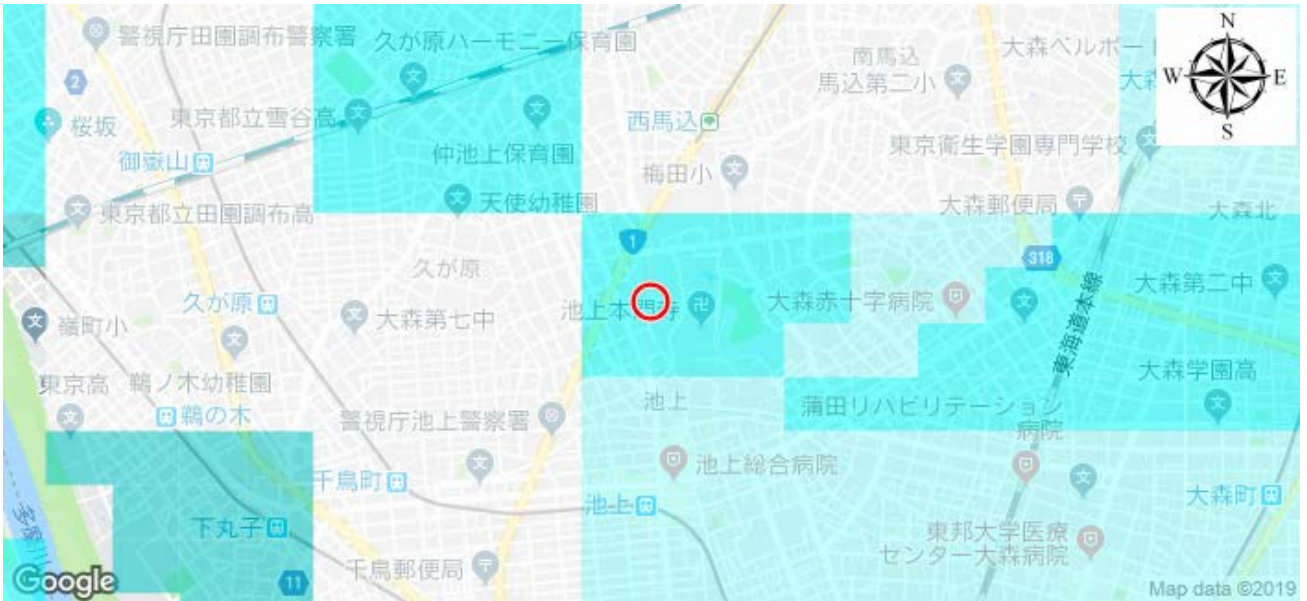 警視庁田園調布警察署
久が原ハーモニー保育園
南馬込
馬込第二小
大森ベルポート
N
W
E
S
2
桜坂
東京都立雪谷高
西馬込
大森
御嶽山
仲池上保育園
東京衛生学園専門学校
梅田小
東京都立田園調布高
天使幼稚園
大森郵便局
大森北
1
久が原
318
大森第二中
久が原
池上本門寺
大森赤十字病院
嶺町小
大森第七中
東海道本線
東京高
鵜ノ木幼稚園
大森学園高
鵜の木
警視庁池上警察署
池上
蒲田リハビリテーション
病院
千鳥町
池上総合病院
池上
大森町
多摩川
下丸子
東邦大学医療
センター大森病院
千鳥郵便局
11
Google
Map data ©2019